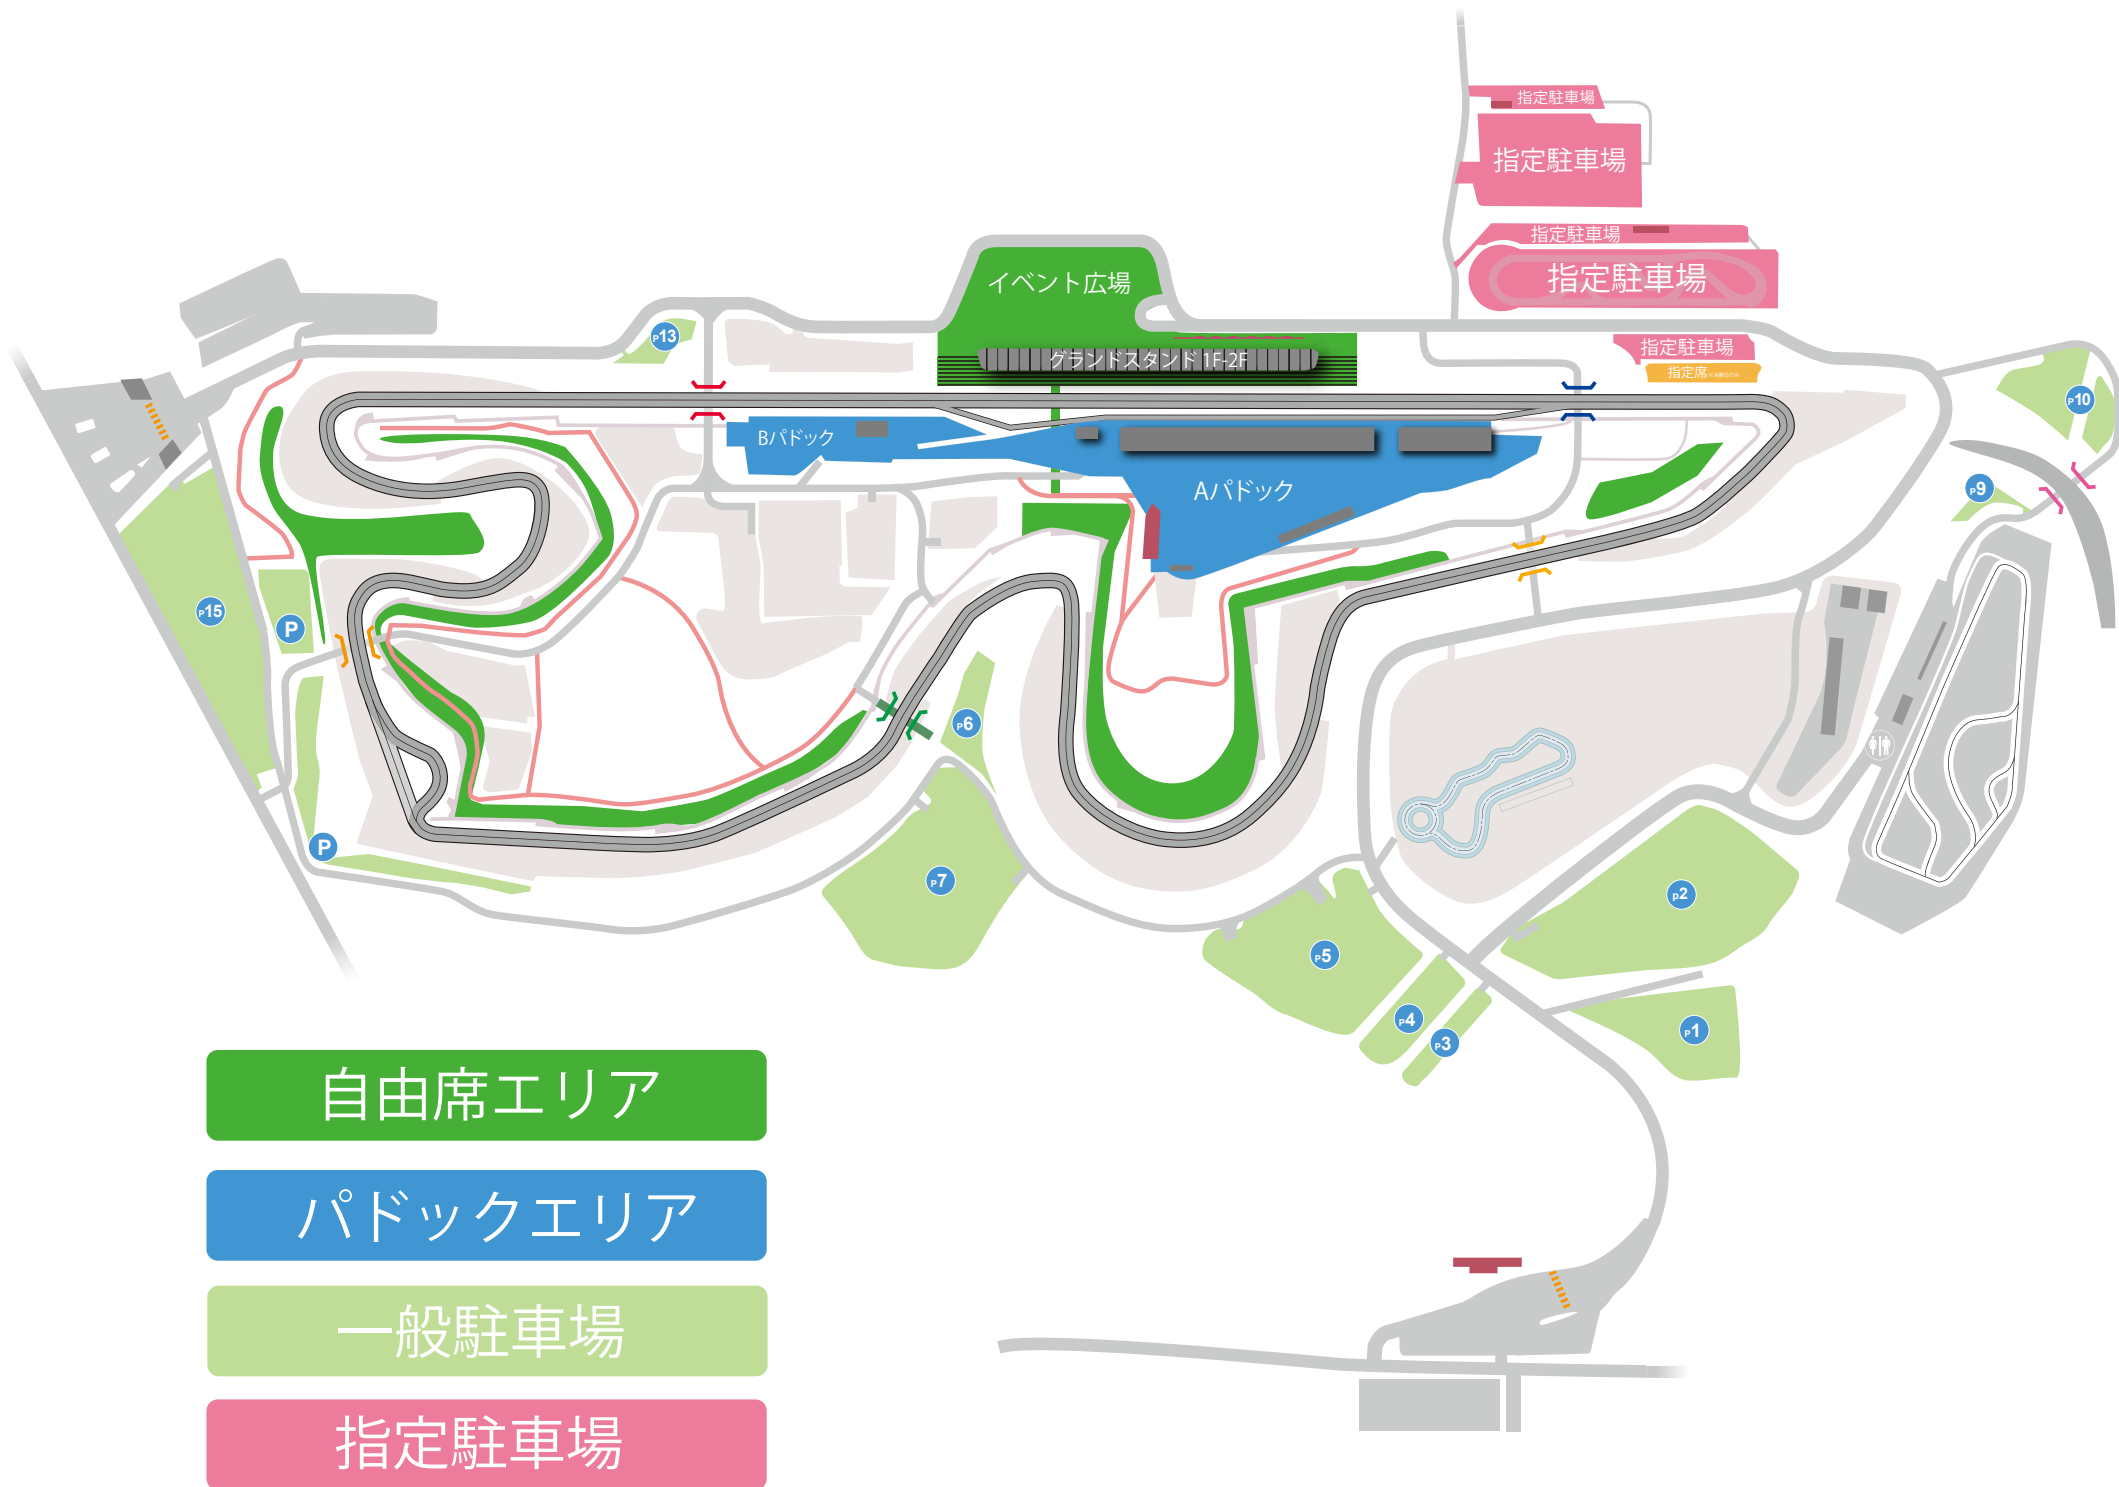 指定駐車場
指定駐車場
指定駐車場
指定駐車場
イベント広場
P13
グランドスタンド 1F-2F
指定駐車場
指定席
P10
Bパドック
Aパドック
P9
P15
P
P6
P
P7
P2
P5
P4
P3
P1
自由席エリア
パドックエリア
一般駐車場
指定駐車場